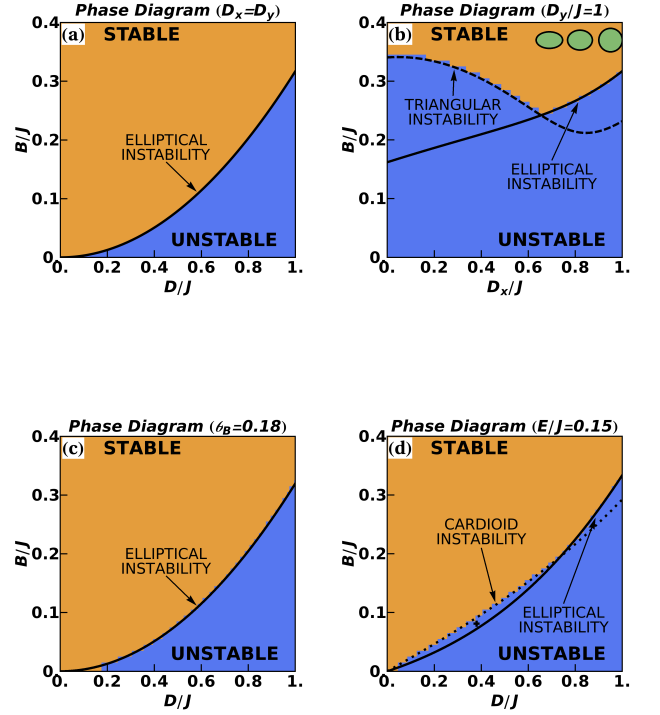 Phase Diagram (Dx=Dy)
(a)
STABLE
ELLIPTICAL
INSTABILITY
UNSTABLE
B/J
0.4
0.3
0.2
0.1
0.
0. 0.2 0.4 0.6 0.8 1.
D/J
Phase Diagram (Dy/J=1)
(b)
STABLE
TRIANGULAR
INSTABILITY
ELLIPTICAL
INSTABILITY
UNSTABLE
B/J
0.4
0.3
0.2
0.1
0.
0. 0.2 0.4 0.6 0.8 1.
Dx/J
Phase Diagram (θB=0.18)
(c)
STABLE
ELLIPTICAL
INSTABILITY
UNSTABLE
B/J
0.4
0.3
0.2
0.1
0.
0. 0.2 0.4 0.6 0.8 1.
D/J
Phase Diagram (E/J=0.15)
(d)
STABLE
CARDIOID
INSTABILITY
ELLIPTICAL
INSTABILITY
UNSTABLE
B/J
0.4
0.3
0.2
0.1
0.
0. 0.2 0.4 0.6 0.8 1.
D/J